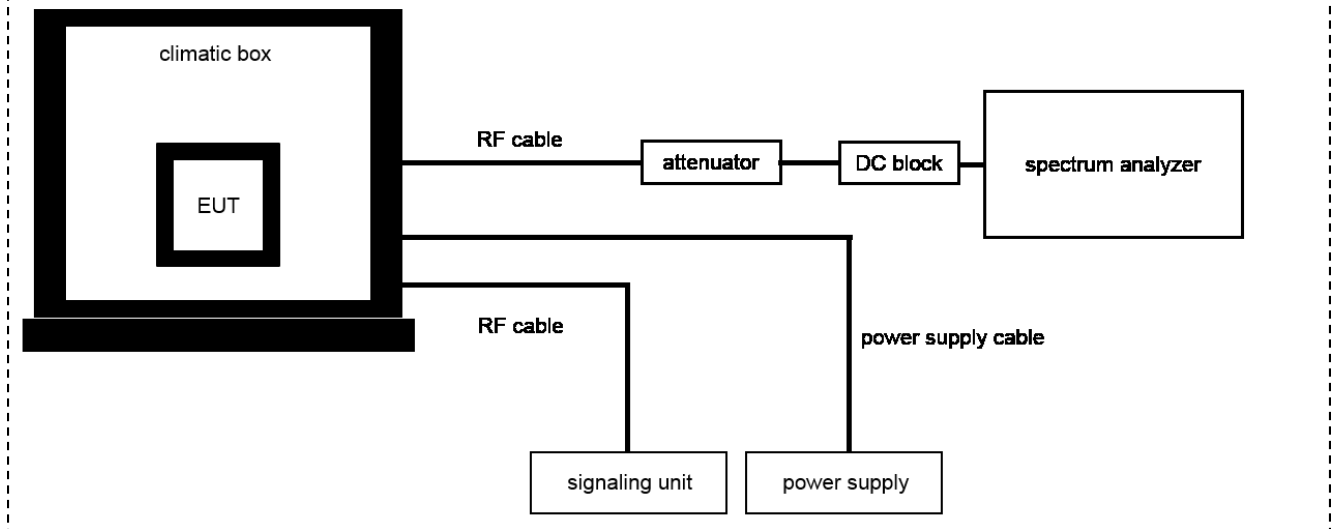 climatic box
RF cable
attenuator
DC block
spectrum analyzer
EUT
RF cable
power supply cable
signaling unit
power supply